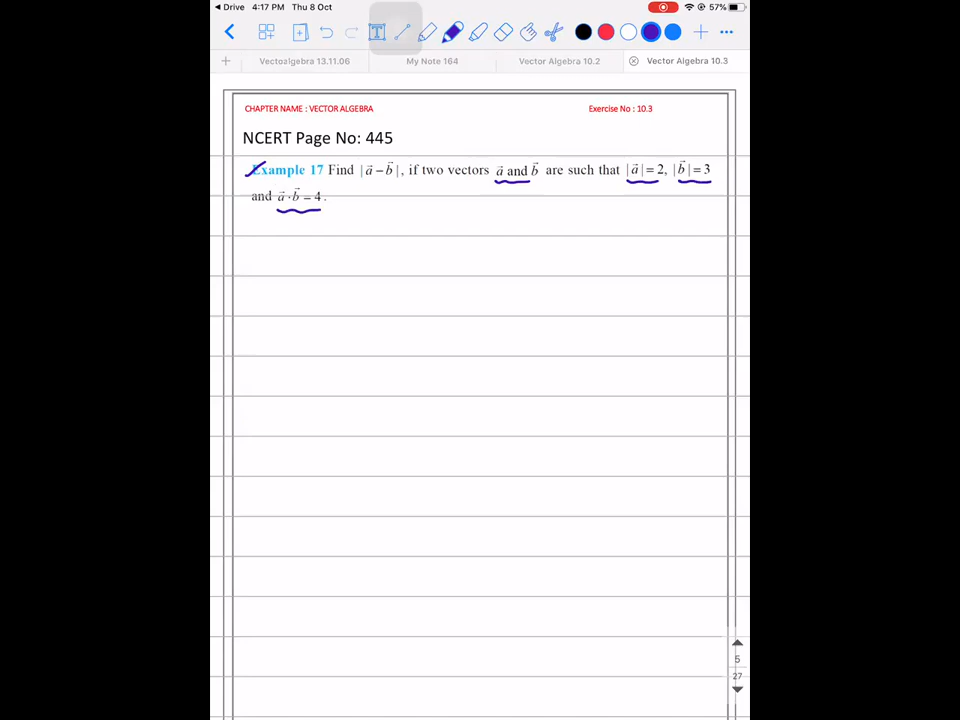 Drive 4:17 PM Thu 8 Oct 57%
T
Vectoalgebra 13.11.06 My Note 164 Vector Algebra 10.2 Vector Algebra 10.3
CHAPTER NAME : VECTOR ALGEBRA Exercise No : 10.3
NCERT Page No: 445
Example 17 Find |a⃗ − b⃗|, if two vectors a⃗ and b⃗ are such that |a⃗| = 2, |b⃗| = 3
and a⃗ · b⃗ = 4.
5
27